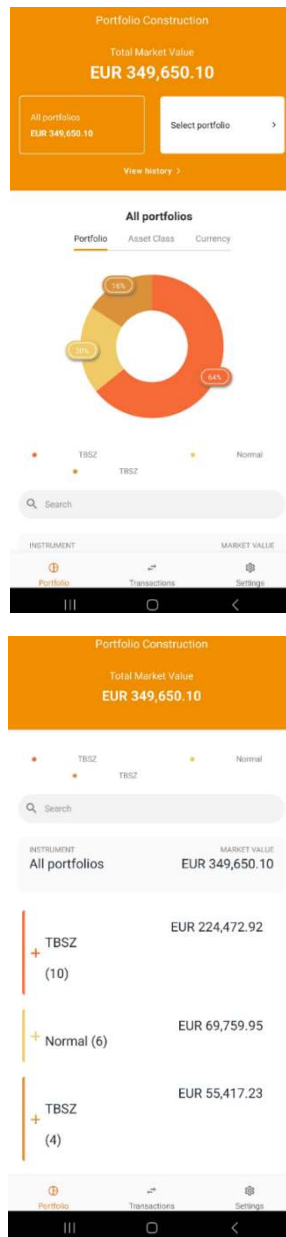 Portfolio Construction
Total Market Value
EUR 349,650.10
All portfolios
EUR 349,650.10
Select portfolio
View history
All portfolios
Portfolio Asset Class Currency
16%
20%
64%
TBSZ Normal
TBSZ
Search
INSTRUMENT MARKET VALUE
Portfolio Transactions Settings
Portfolio Construction
Total Market Value
EUR 349,650.10
TBSZ Normal
TBSZ
Search
INSTRUMENT MARKET VALUE
All portfolios EUR 349,650.10
EUR 224,472.92
+ TBSZ
(10)
EUR 69,759.95
+ Normal (6)
EUR 55,417.23
+ TBSZ
(4)
Portfolio Transactions Settings